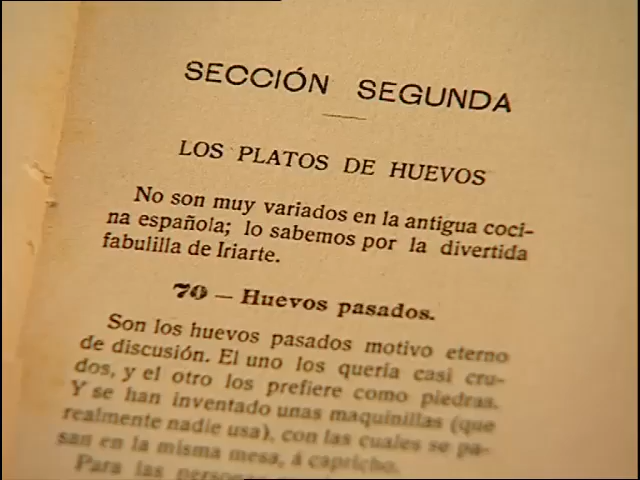 SECCIÓN SEGUNDA
LOS PLATOS DE HUEVOS
No son muy variados en la antigua coci-
na española; lo sabemos por la divertida
fabulilla de Iriarte.
70 — Huevos pasados.
Son los huevos pasados motivo eterno
de discusión. El uno los quería casi cru-
dos, y el otro los prefiere como piedras.
Y se han inventado unas maquinillas (que
realmente nadie usa), con las cuales se pa-
san en la misma mesa, á capricho.
Para las personas